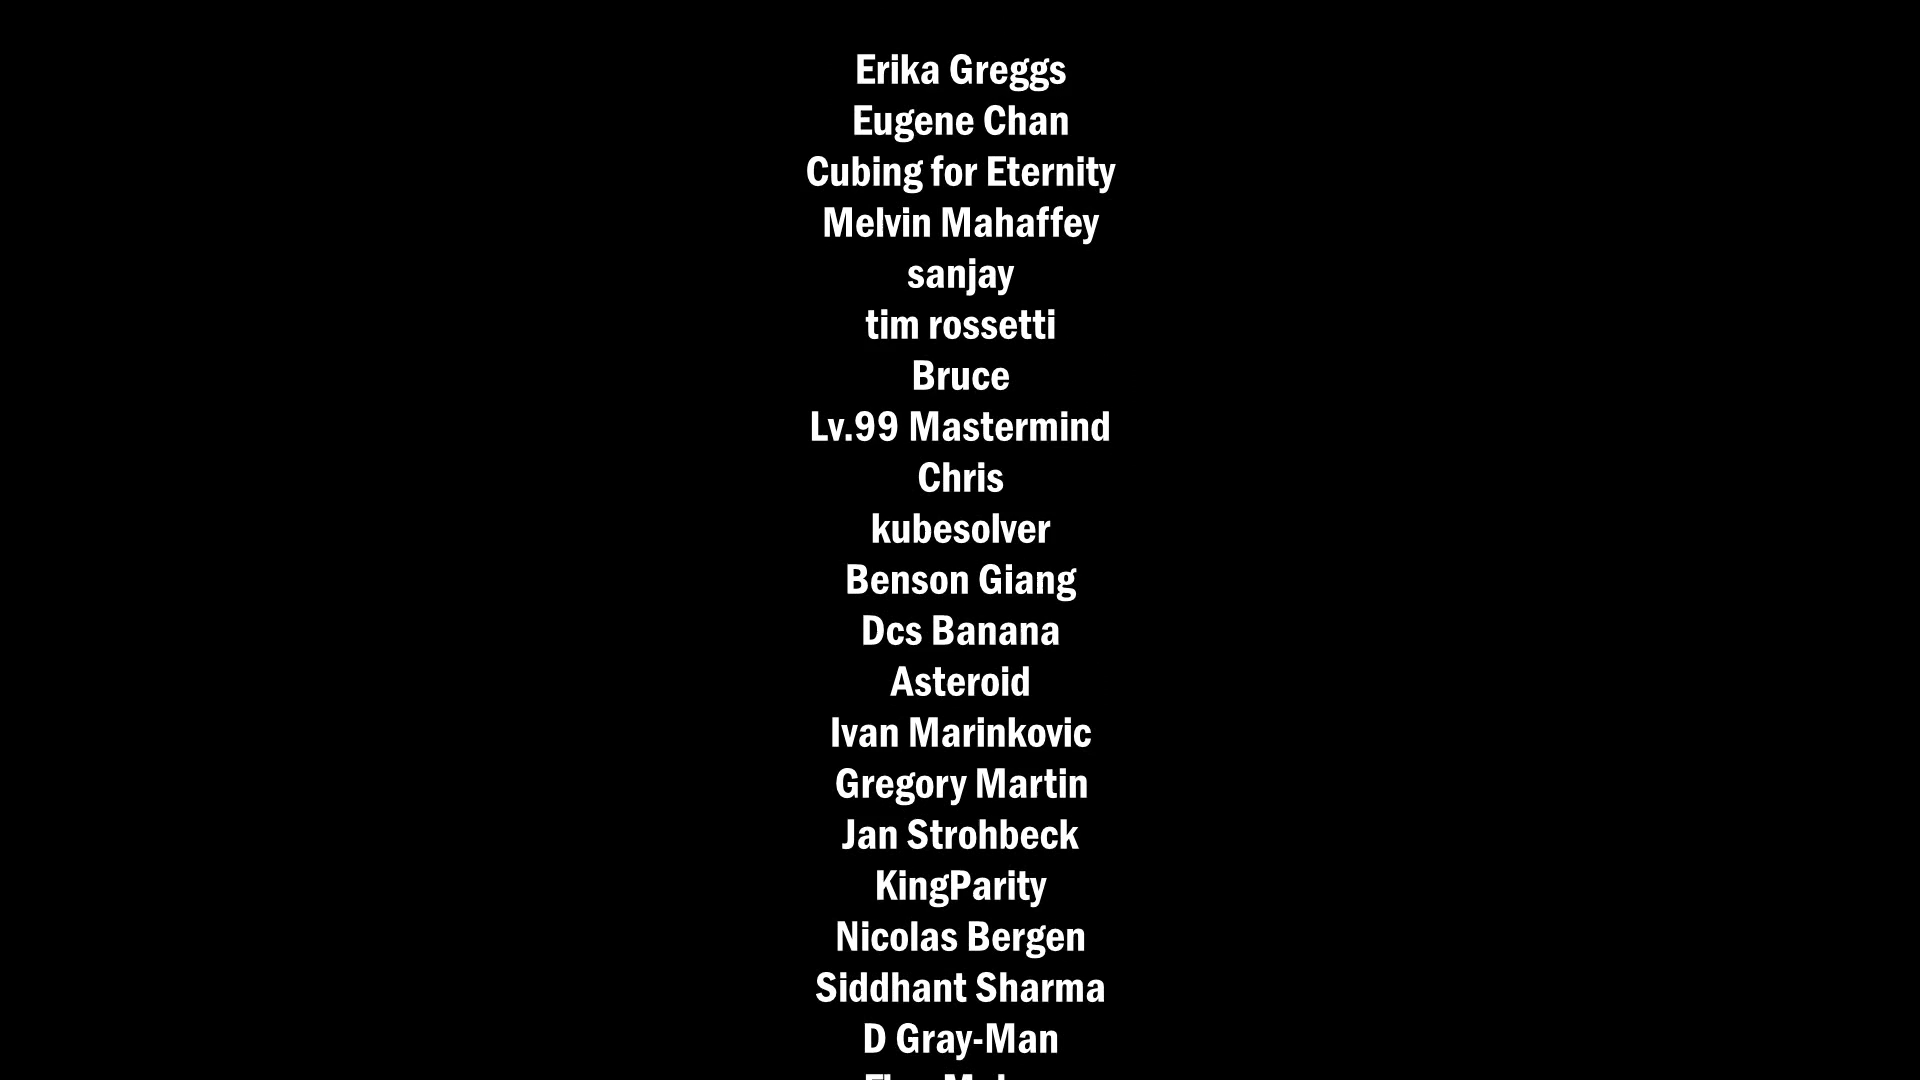 Erika Greggs
Eugene Chan
Cubing for Eternity
Melvin Mahaffey
sanjay
tim rossetti
Bruce
Lv.99 Mastermind
Chris
kubesolver
Benson Giang
Dcs Banana
Asteroid
Ivan Marinkovic
Gregory Martin
Jan Strohbeck
KingParity
Nicolas Bergen
Siddhant Sharma
D Gray-Man